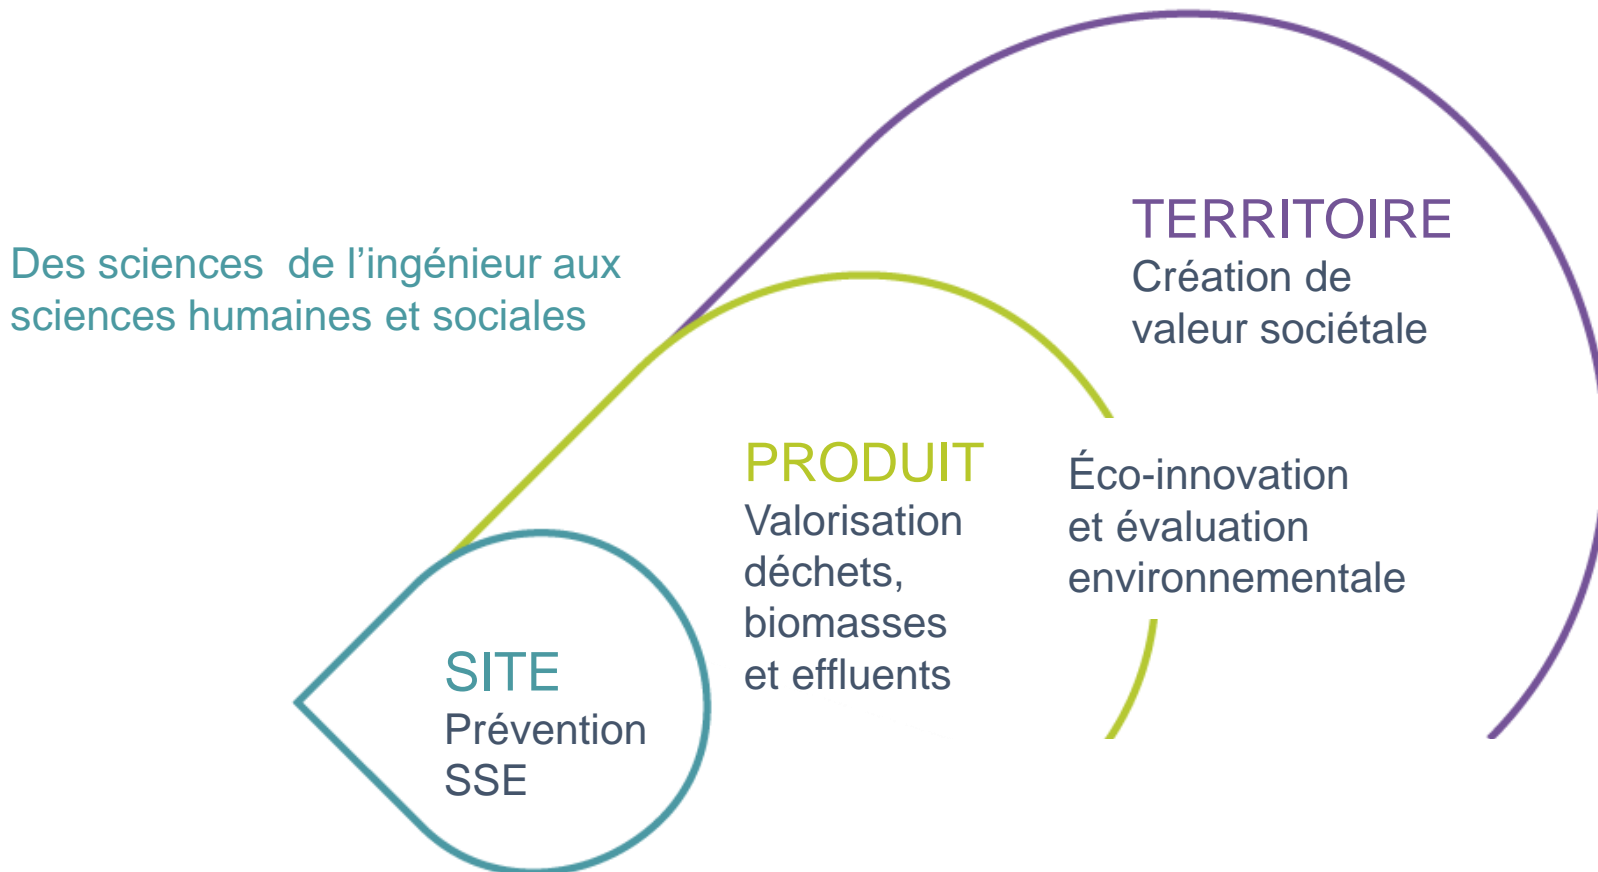 Des sciences de l’ingénieur aux
sciences humaines et sociales
TERRITOIRE
Création de
valeur sociétale
PRODUIT
Valorisation
déchets,
biomasses
et effluents
Éco-innovation
et évaluation
environnementale
SITE
Prévention
SSE